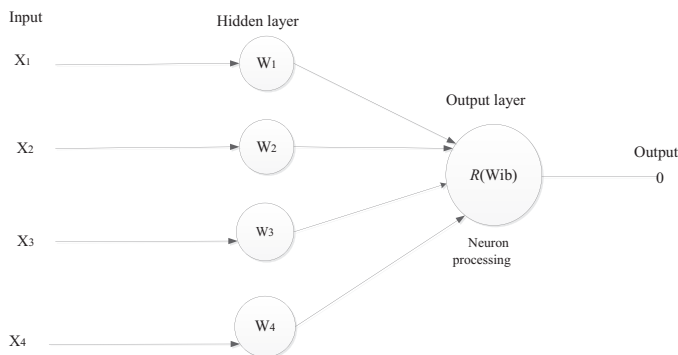 Input
Hidden layer
X1
W1
Output layer
X2
W2
Output
R(Wib)
0
X3
W3
Neuron
processing
X4
W4